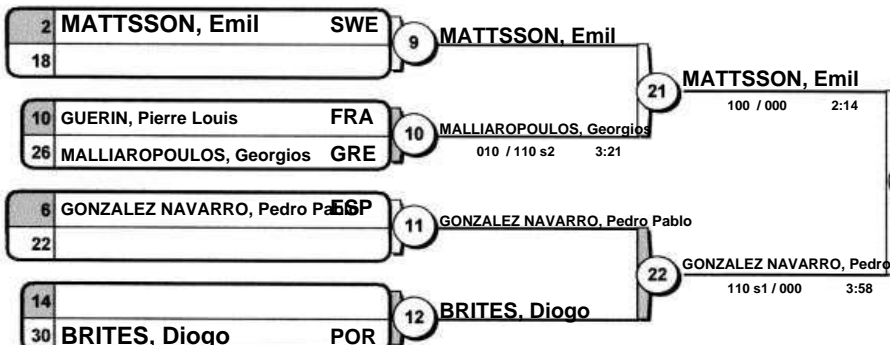 2 MATTSSON, Emil SWE
9 MATTSSON, Emil
18
21 MATTSSON, Emil
100 / 000 2:14
10 GUERIN, Pierre Louis FRA
10 MALLIAROPOULOS, Georgios
26 MALLIAROPOULOS, Georgios GRE
010 / 110 s2 3:21
6 GONZALEZ NAVARRO, Pedro Pablo ESP
11 GONZALEZ NAVARRO, Pedro Pablo
22
22 GONZALEZ NAVARRO, Pedro
110 s1 / 000 3:58
14
12 BRITES, Diogo
30 BRITES, Diogo POR